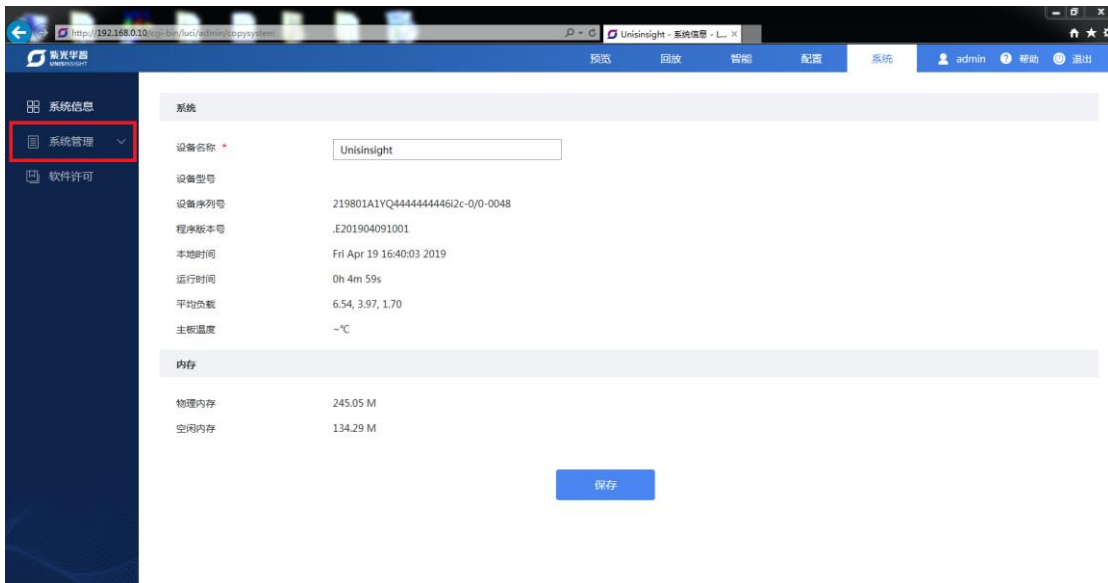 http://192.168.0.10/cgi-bin/luci/admin/copysystem
Unisinsight - 系统信息 - L...
紫光华智
UNISINSIGHT
预览 回放 智能 配置 系统 admin 帮助 退出
系统信息
系统管理
软件许可
系统
设备名称 * Unisinsight
设备型号
设备序列号 219801A1YQ4444444446i2c-0/0-0048
程序版本号 .E201904091001
本地时间 Fri Apr 19 16:40:03 2019
运行时间 0h 4m 59s
平均负载 6.54, 3.97, 1.70
主板温度 ~℃
内存
物理内存 245.05 M
空闲内存 134.29 M
保存